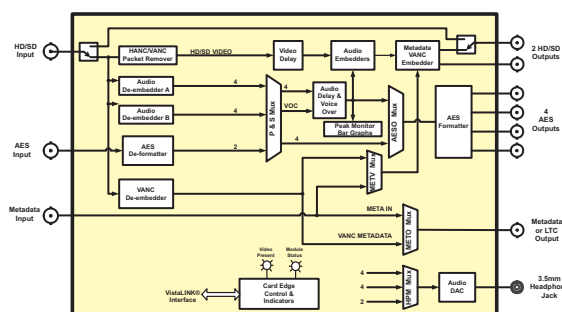 HD/SD
Input
2 HD/SD
Outputs
HANC/VANC
Packet Remover
HD/SD VIDEO
Video
Delay
Audio
Embedders
Metadata
VANC
Embedder
Audio
De-embedder A
4
4
Audio
De-embedder B
4
P & S Mux
VOC
Audio
Delay &
Voice
Over
Peak Monitor
Bar Graphs
AESO Mux
AES
Formatter
4
AES
Outputs
AES
Input
AES
De-formatter
2
4
METV Mux
VANC
De-embedder
Metadata
Input
META IN
VANC METADATA
METO Mux
Metadata
or LTC
Output
Video
Present
Module
Status
VistaLINK®
Interface
Card Edge
Control &
Indicators
4
4
2
HPM Mux
Audio
DAC
3.5mm
Headphon
Jack